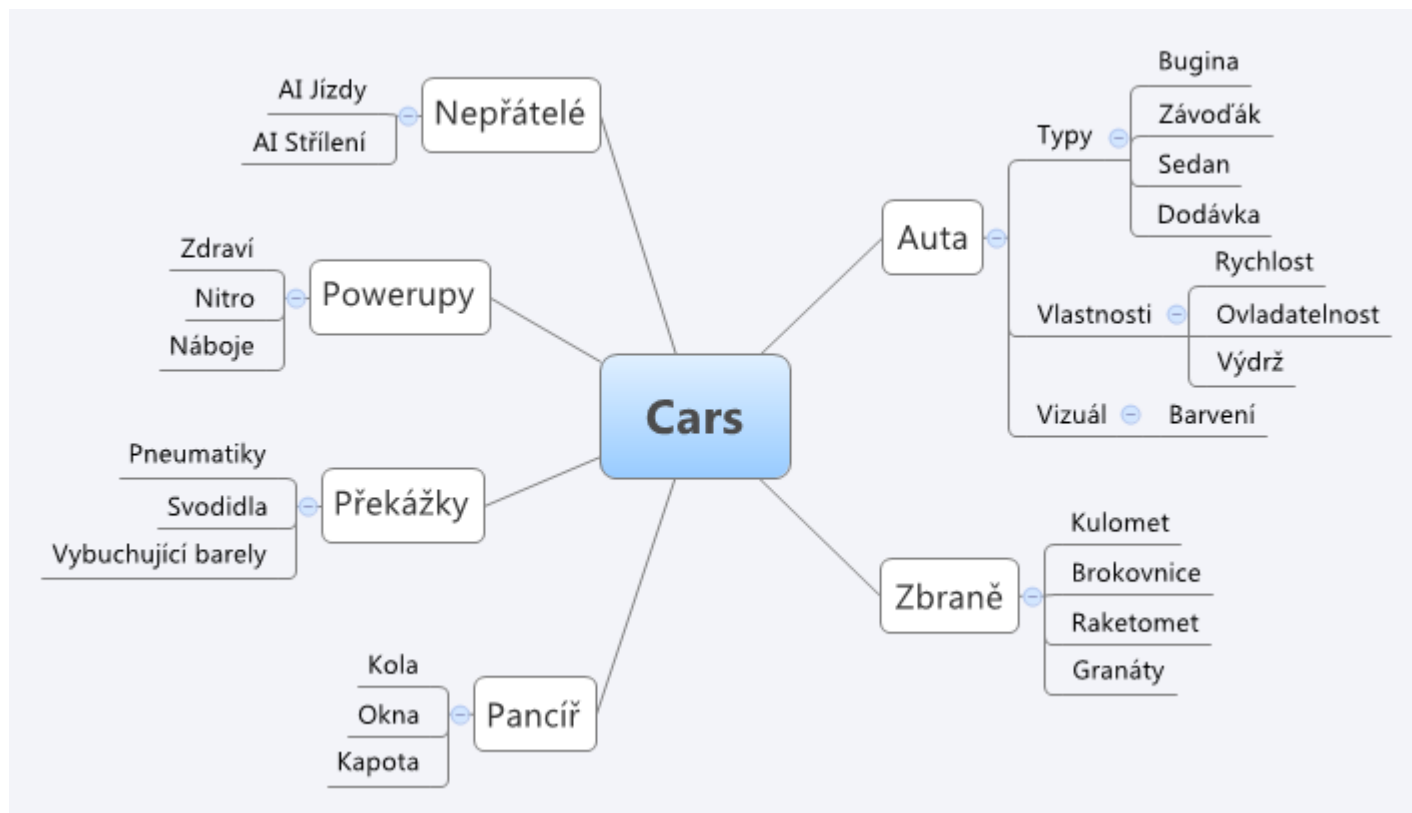 Cars
Nepřátelé
AI Jízdy
AI Střílení
Powerupy
Zdraví
Nitro
Náboje
Překážky
Pneumatiky
Svodidla
Vybuchující barely
Pancíř
Kola
Okna
Kapota
Auta
Typy
Bugina
Závoďák
Sedan
Dodávka
Vlastnosti
Rychlost
Ovladatelnost
Výdrž
Vizuál
Barvení
Zbraně
Kulomet
Brokovnice
Raketomet
Granáty